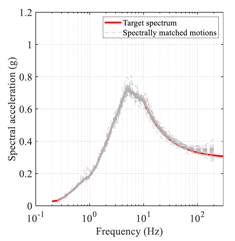 Target spectrum
Spectrally matched motions
Spectral acceleration (g)
1.2
1.0
0.8
0.6
0.4
0.2
0
10-1
100
101
102
Frequency (Hz)